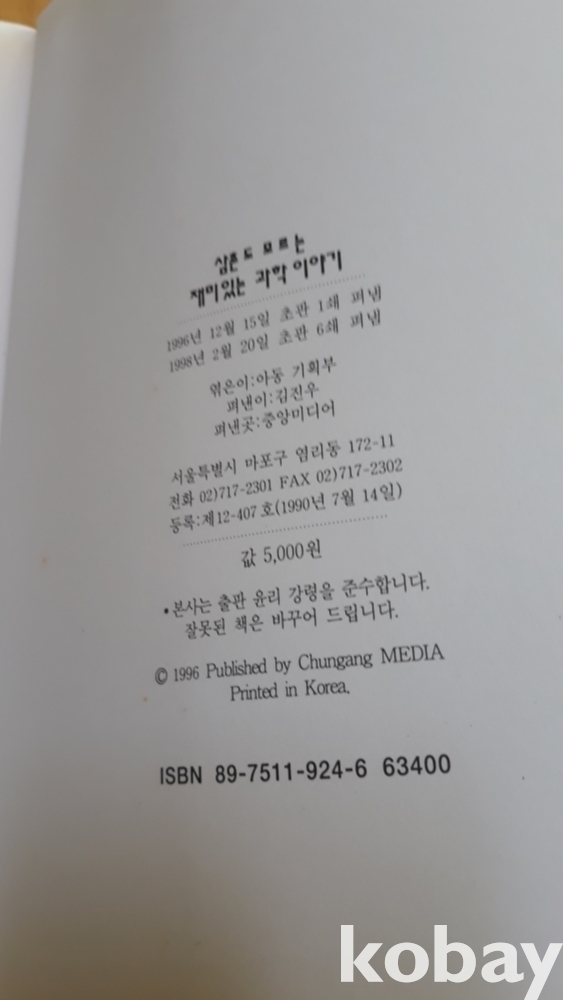 삼촌도 모르는
재미있는 과학 이야기
1996년 12월 15일 초판 1쇄 펴냄
1998년 2월 20일 초판 6쇄 펴냄
엮은이:아동 기획부
펴낸이:김진우
펴낸곳:중앙미디어
서울특별시 마포구 염리동 172-11
전화 02)717-2301 FAX 02)717-2302
등록:제12-407호(1990년 7월 14일)
값 5,000원
•본사는 출판 윤리 강령을 준수합니다.
잘못된 책은 바꾸어 드립니다.
© 1996 Published by Chungang MEDIA
Printed in Korea.
ISBN 89-7511-924-6 63400
kobay